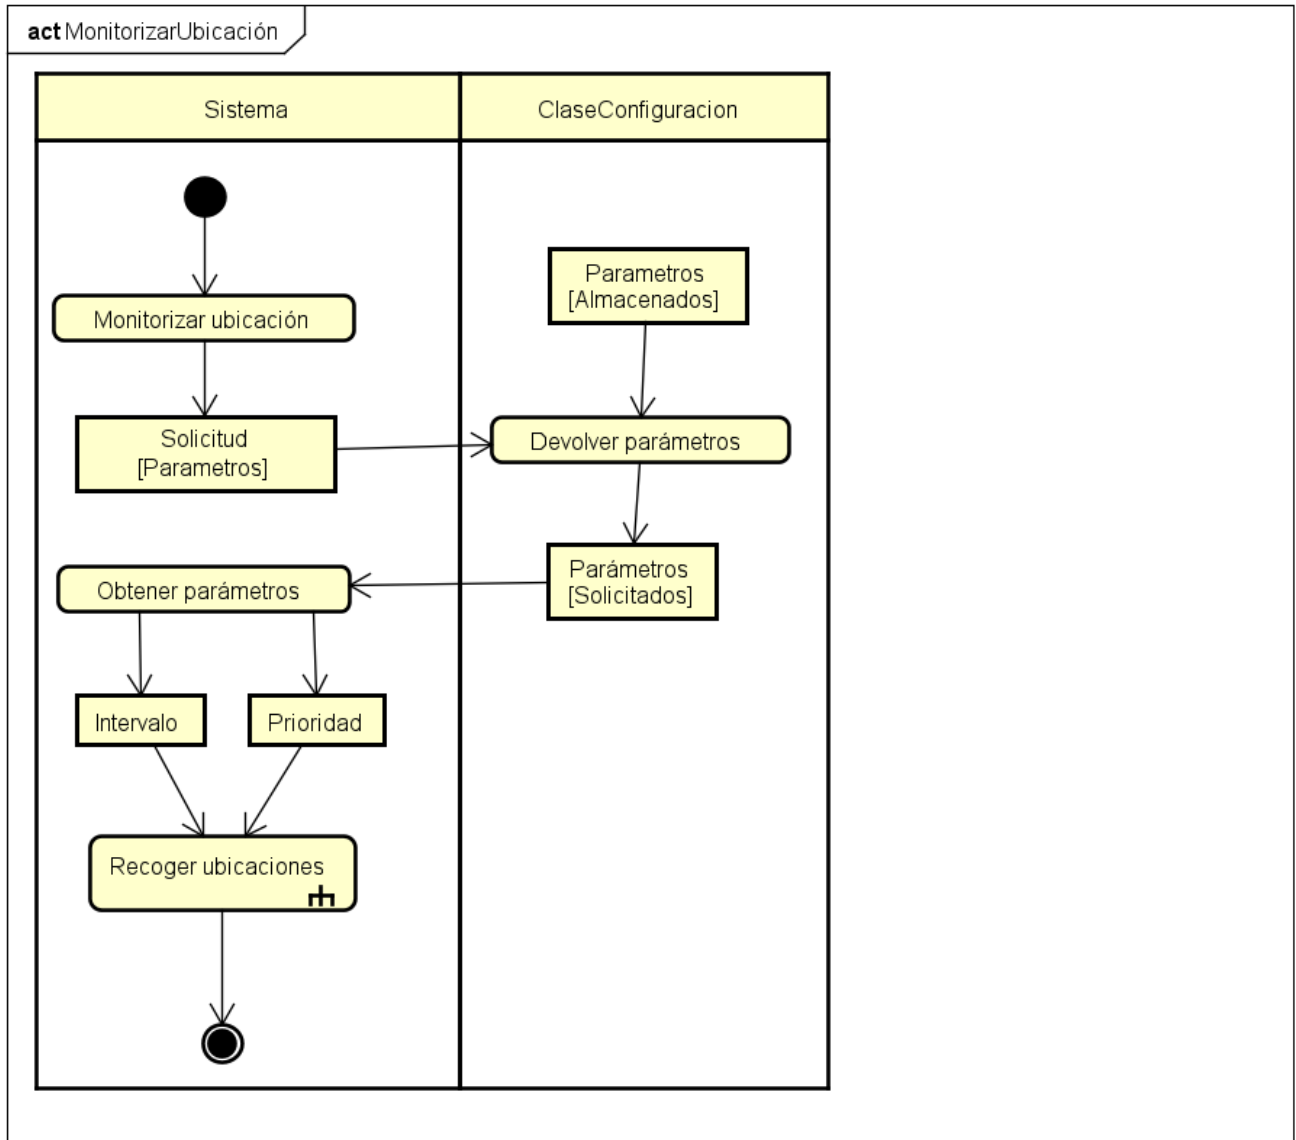 act MonitorizarUbicación
Sistema
ClaseConfiguracion
Parametros
[Almacenados]
Monitorizar ubicación
Solicitud
[Parametros]
Devolver parámetros
Parámetros
[Solicitados]
Obtener parámetros
Intervalo
Prioridad
Recoger ubicaciones